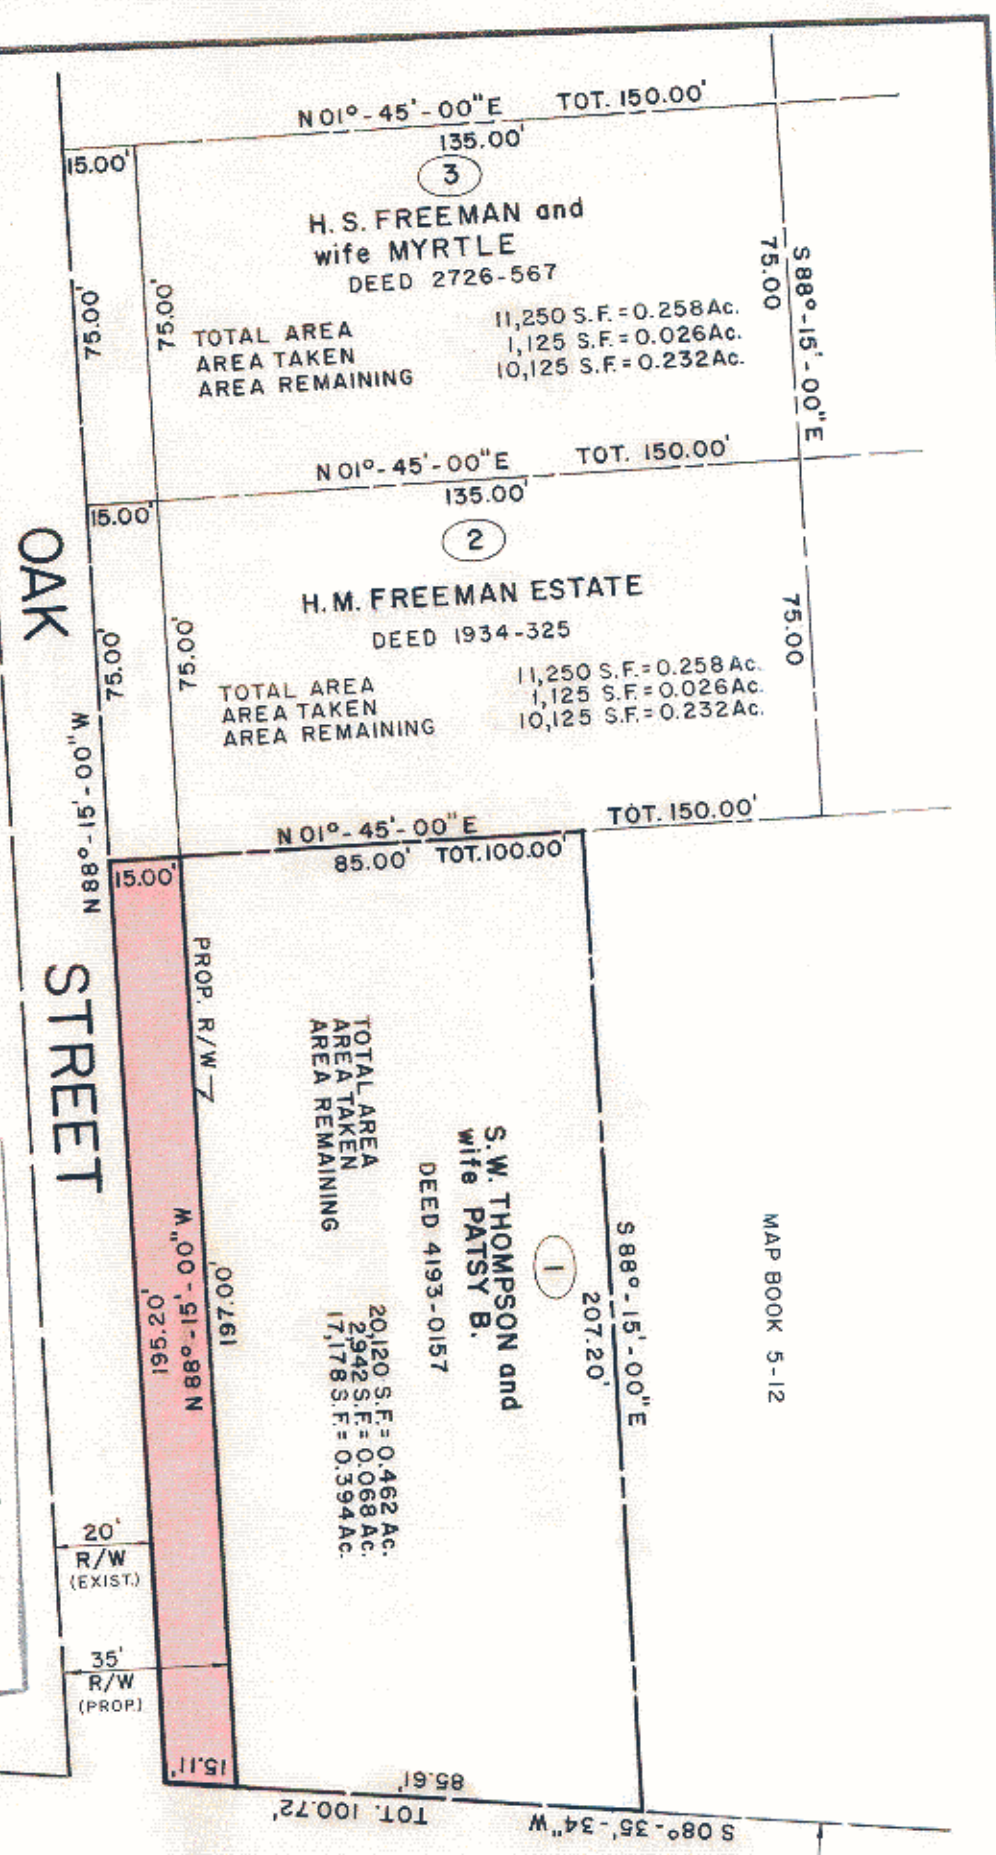 N 01°-45'-00"E TOT. 150.00'
135.00'
15.00'
3
H. S. FREEMAN and
wife MYRTLE
DEED 2726-567
75.00'
75.00'
75.00
S 88°-15'-00"E
TOTAL AREA 11,250 S.F. = 0.258 Ac.
AREA TAKEN 1,125 S.F. = 0.026 Ac.
AREA REMAINING 10,125 S.F. = 0.232 Ac.
N 01°-45'-00"E TOT. 150.00'
135.00'
15.00'
2
H. M. FREEMAN ESTATE
DEED 1934-325
75.00'
75.00'
75.00
TOTAL AREA 11,250 S.F. = 0.258 Ac.
AREA TAKEN 1,125 S.F. = 0.026 Ac.
AREA REMAINING 10,125 S.F. = 0.232 Ac.
N 88°-15'-00" W
OAK STREET
N 01°-45'-00"E TOT. 150.00'
85.00' TOT. 100.00'
15.00'
PROP. R/W
S 88°-15'-00"E
207.20'
MAP BOOK 5-12
1
S. W. THOMPSON and
wife PATSY B.
DEED 4193-0157
TOTAL AREA 20,120 S.F. = 0.462 Ac.
AREA TAKEN 2,942 S.F. = 0.068 Ac.
AREA REMAINING 17,178 S.F. = 0.394 Ac.
197.00'
N 88°-15'-00" W
195.20'
20'
R/W
(EXIST.)
35'
R/W
(PROP.)
15.11'
85.61'
TOT. 100.72'
S 08°-35'-34" W